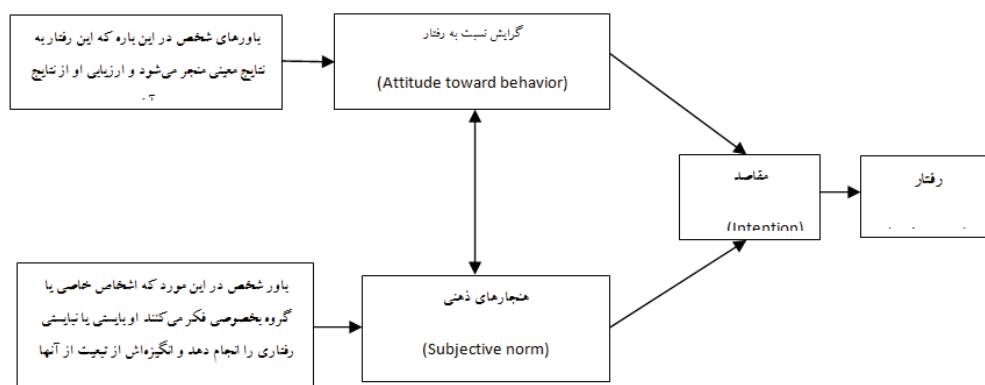 باورهای شخص در این باره که این رفتار به
نتایج معینی منجر می‌شود و ارزیابی او از نتایج
گرایش نسبت به رفتار
(Attitude toward behavior)
مقاصد
(Intention)
رفتار
باور شخص در این مورد که اشخاص خاصی یا
گروه بخصوصی فکر می‌کنند او بایستی یا نبایستی
رفتاری را انجام دهد و انگیزه‌اش از تبعیت از آنها
هنجارهای ذهنی
(Subjective norm)